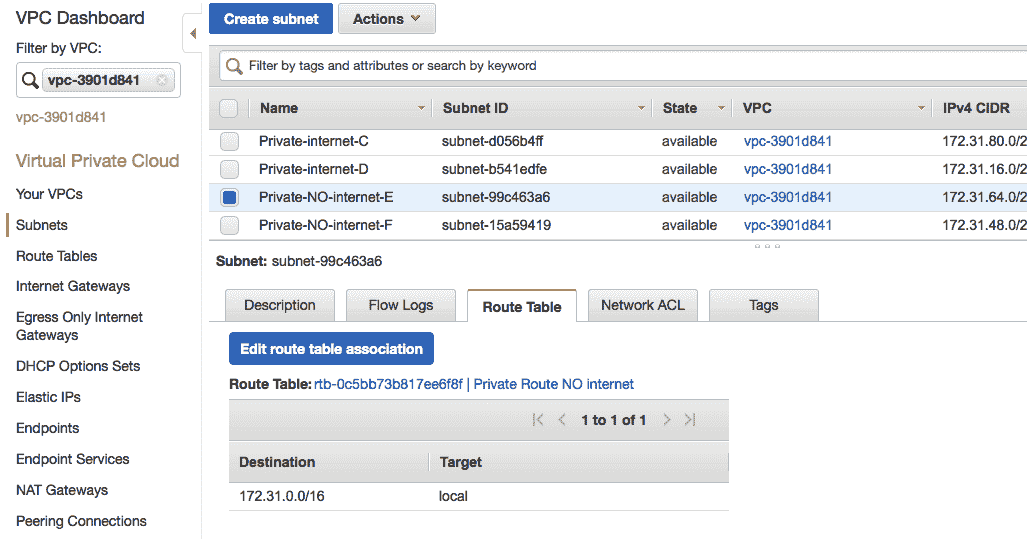 VPC Dashboard
Filter by VPC:
vpc-3901d841
vpc-3901d841
Virtual Private Cloud
Your VPCs
Subnets
Route Tables
Internet Gateways
Egress Only Internet
Gateways
DHCP Options Sets
Elastic IPs
Endpoints
Endpoint Services
NAT Gateways
Peering Connections
Create subnet Actions
Filter by tags and attributes or search by keyword
Name Subnet ID State VPC IPv4 CIDR
Private-internet-C subnet-d056b4ff available vpc-3901d841 172.31.80.0/2
Private-internet-D subnet-b541edfe available vpc-3901d841 172.31.16.0/2
Private-NO-internet-E subnet-99c463a6 available vpc-3901d841 172.31.64.0/2
Private-NO-internet-F subnet-15a59419 available vpc-3901d841 172.31.48.0/2
Subnet: subnet-99c463a6
Description Flow Logs Route Table Network ACL Tags
Edit route table association
Route Table: rtb-0c5bb73b817ee6f8f | Private Route NO internet
1 to 1 of 1
Destination Target
172.31.0.0/16 local